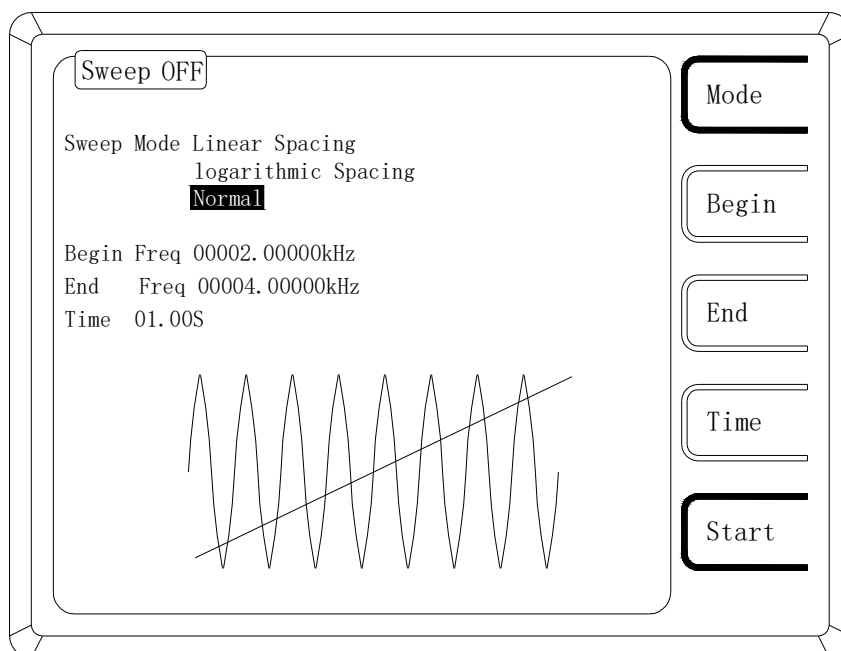 Sweep OFF
Sweep Mode Linear Spacing
logarithmic Spacing
Normal
Begin Freq 00002.00000kHz
End Freq 00004.00000kHz
Time 01.00S
Mode
Begin
End
Time
Start